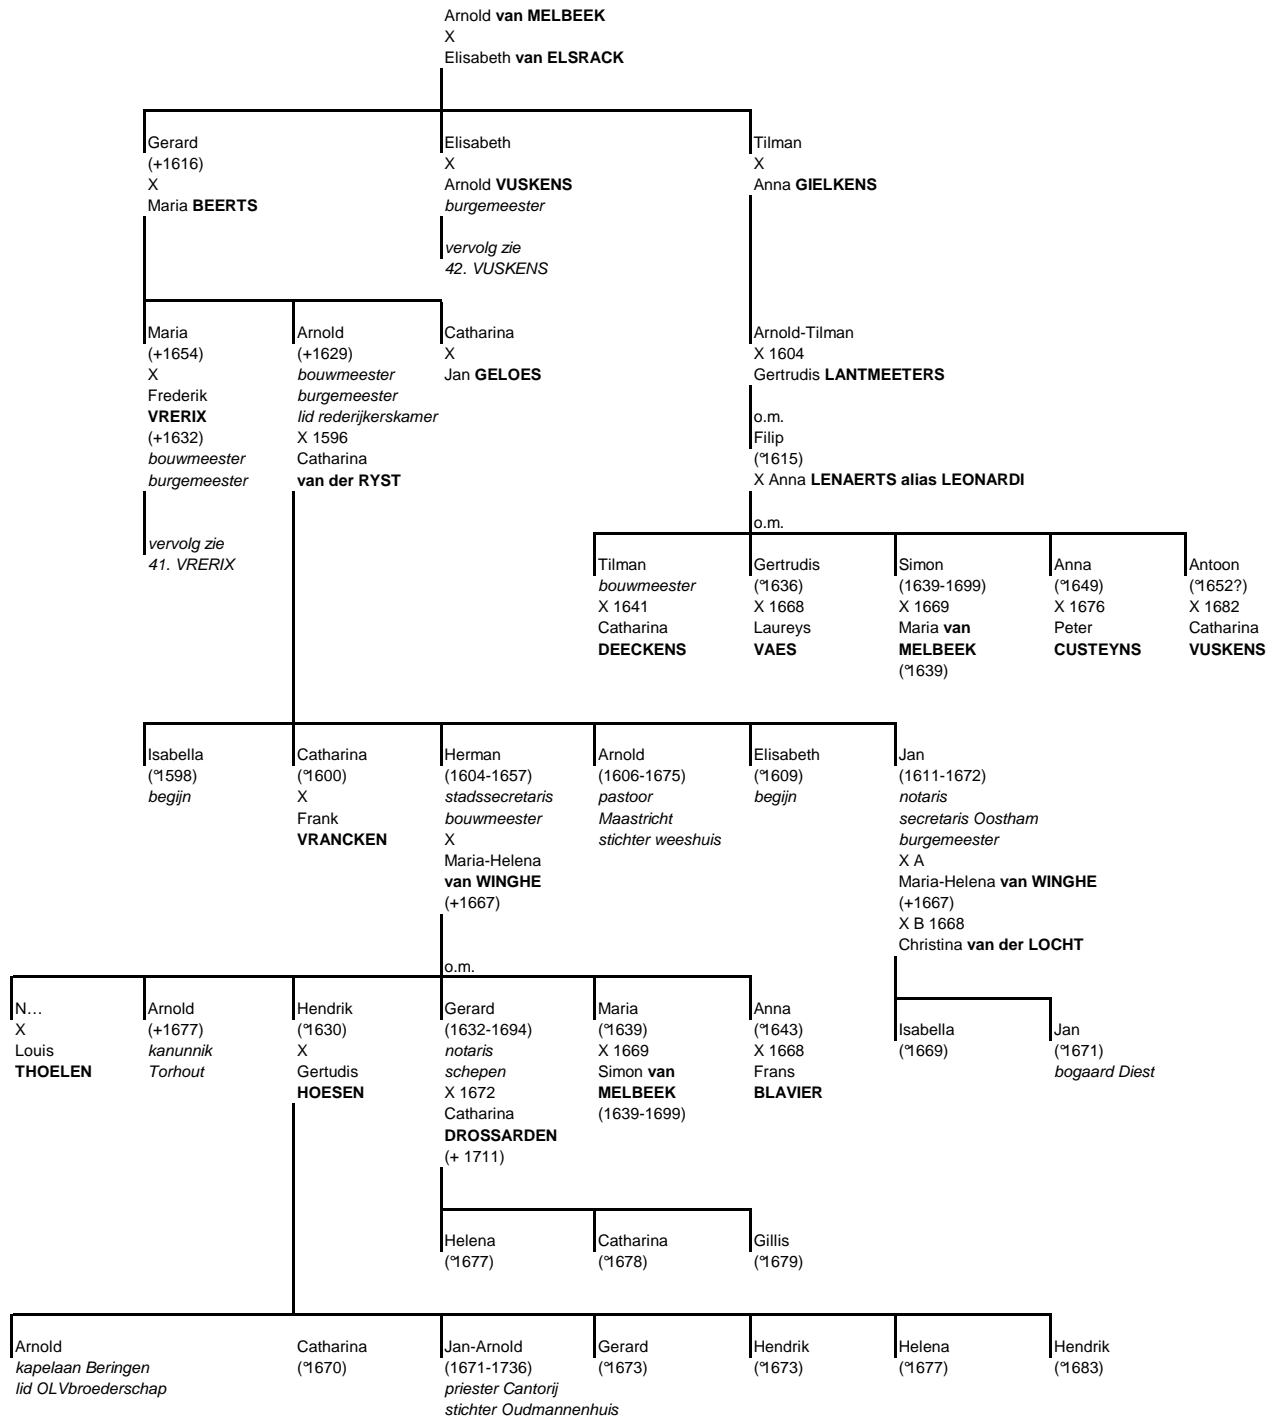 Arnold van MELBEEK
X
Elisabeth van ELSRACK
Gerard
(+1616)
X
Maria BEERTS
Elisabeth
X
Arnold VUSKENS
burgemeester
vervolg zie
42. VUSKENS
Tilman
X
Anna GIELKENS
Maria
(+1654)
X
Frederik
VRERIX
(+1632)
bouwmeester
burgemeester
vervolg zie
41. VRERIX
Arnold
(+1629)
bouwmeester
burgemeester
lid rederijkerskamer
X 1596
Catharina
van der RYST
Catharina
X
Jan GELOES
Arnold-Tilman
X 1604
Gertrudis LANTMEETERS
o.m.
Filip
(°1615)
X Anna LENAERTS alias LEONARDI
o.m.
Tilman
bouwmeester
X 1641
Catharina
DEECKENS
Gertrudis
(°1636)
X 1668
Laureys
VAES
Simon
(1639-1699)
X 1669
Maria van
MELBEEK
(°1639)
Anna
(°1649)
X 1676
Peter
CUSTEYNS
Antoon
(°1652?)
X 1682
Catharina
VUSKENS
Isabella
(°1598)
begijn
Catharina
(°1600)
X
Frank
VRANCKEN
Herman
(1604-1657)
stadssecretaris
bouwmeester
X
Maria-Helena
van WINGHE
(+1667)
Arnold
(1606-1675)
pastoor
Maastricht
stichter weeshuis
Elisabeth
(°1609)
begijn
Jan
(1611-1672)
notaris
secretaris Oostham
burgemeester
X A
Maria-Helena van WINGHE
(+1667)
X B 1668
Christina van der LOCHT
o.m.
N…
X
Louis
THOELEN
Arnold
(+1677)
kanunnik
Torhout
Hendrik
(°1630)
X
Gertudis
HOESEN
Gerard
(1632-1694)
notaris
schepen
X 1672
Catharina
DROSSARDEN
(+ 1711)
Maria
(°1639)
X 1669
Simon van
MELBEEK
(1639-1699)
Anna
(°1643)
X 1668
Frans
BLAVIER
Isabella
(°1669)
Jan
(°1671)
bogaard Diest
Helena
(°1677)
Catharina
(°1678)
Gillis
(°1679)
Arnold
kapelaan Beringen
lid OLVbroederschap
Catharina
(°1670)
Jan-Arnold
(1671-1736)
priester Cantorij
stichter Oudmannenhuis
Gerard
(°1673)
Hendrik
(°1673)
Helena
(°1677)
Hendrik
(°1683)